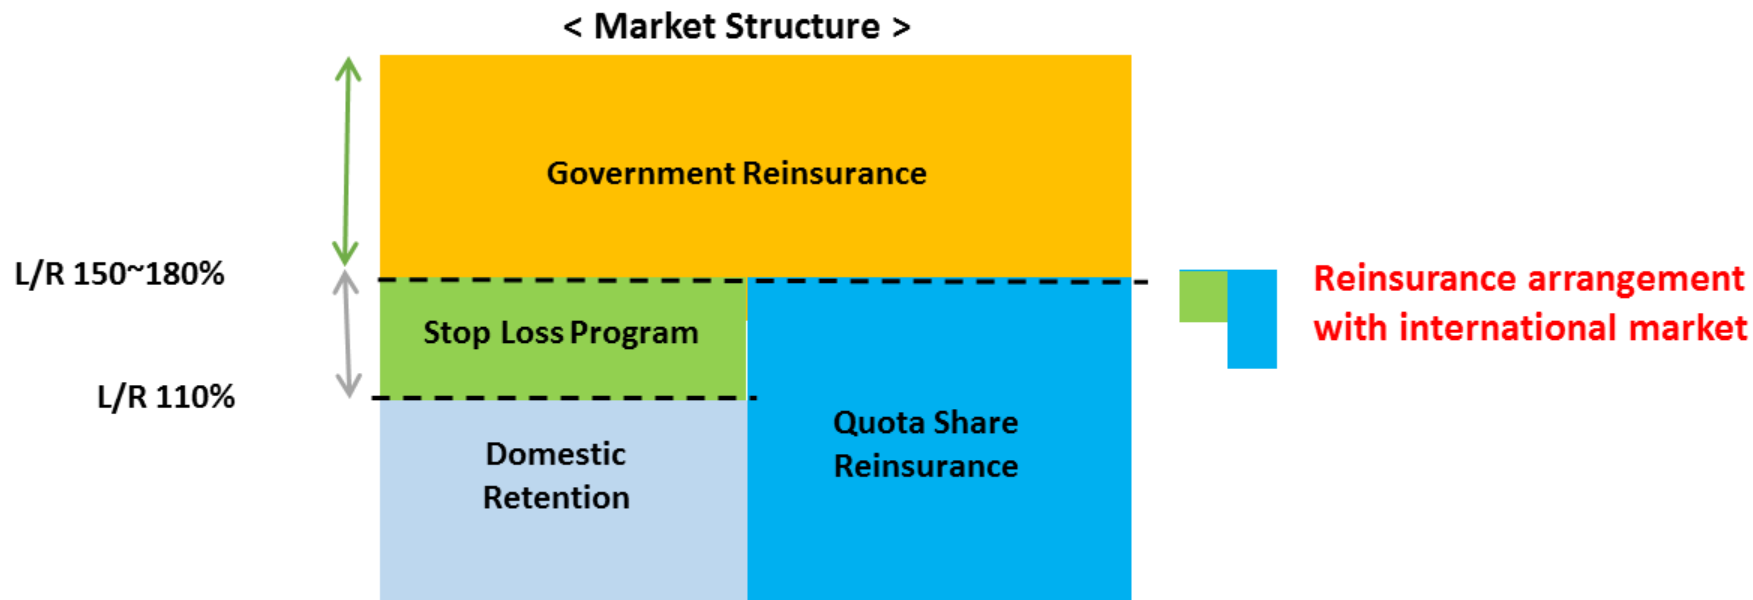 < Market Structure >
Government Reinsurance
L/R 150~180%
Stop Loss Program
L/R 110%
Domestic
Retention
Quota Share
Reinsurance
Reinsurance arrangement
with international market